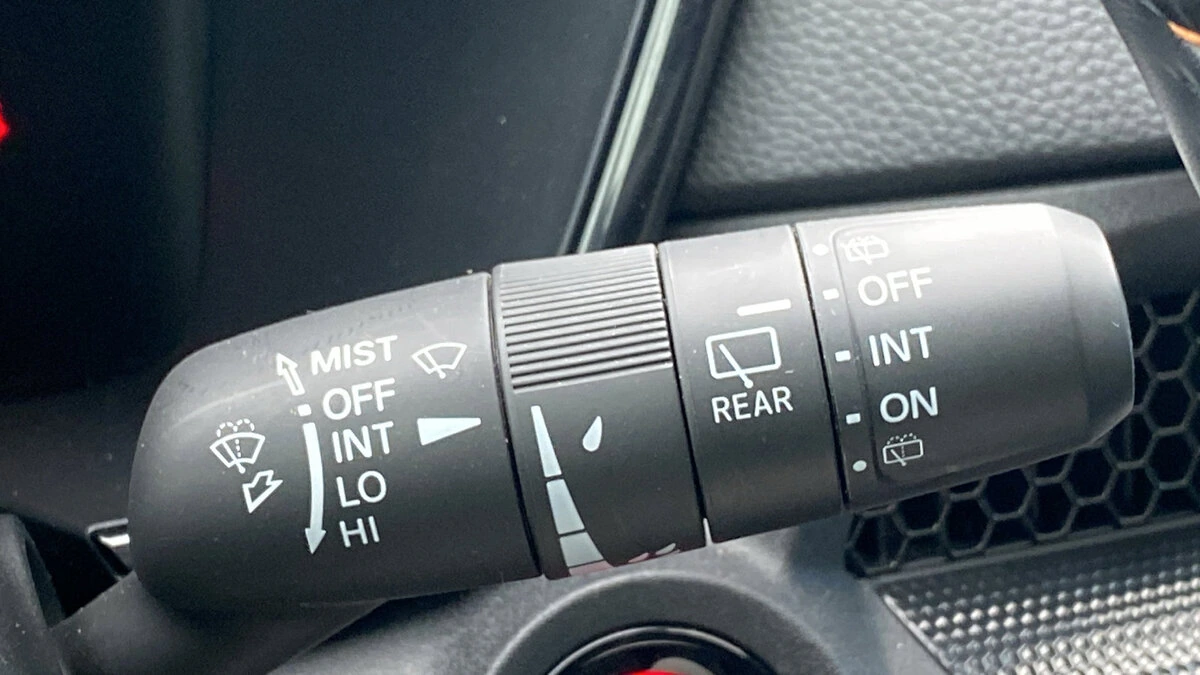 MIST
OFF
INT
LO
HI
REAR
OFF
INT
ON